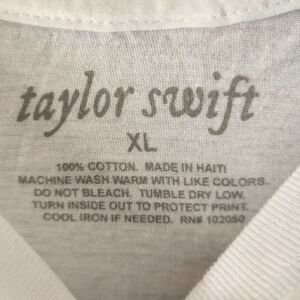 taylor swift
XL
100% COTTON. MADE IN HAITI
MACHINE WASH WARM WITH LIKE COLORS.
DO NOT BLEACH. TUMBLE DRY LOW.
TURN INSIDE OUT TO PROTECT PRINT.
COOL IRON IF NEEDED. RN# 102050